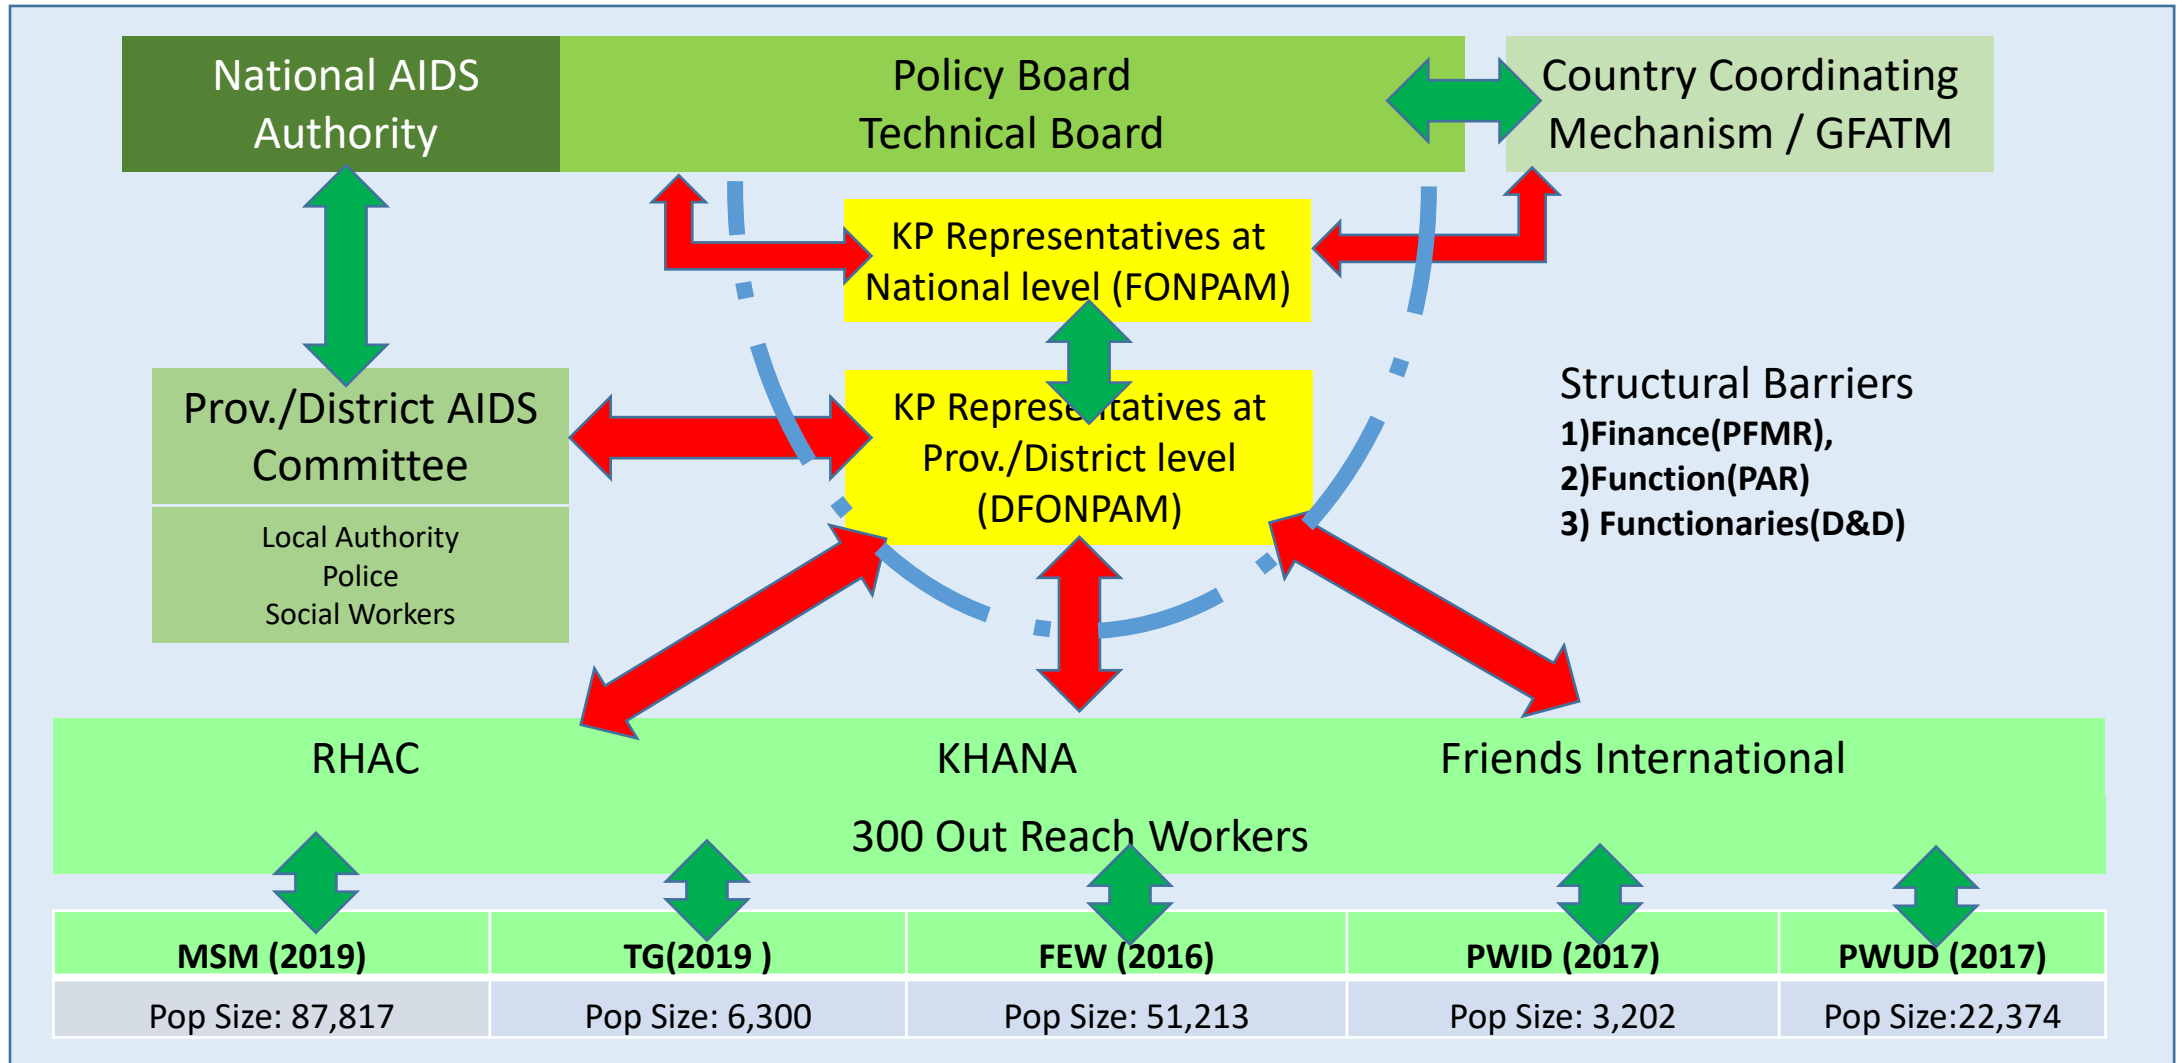 National AIDS
Authority
Policy Board
Technical Board
Country Coordinating
Mechanism / GFATM
KP Representatives at
National level (FONPAM)
Prov./District AIDS
Committee
Local Authority
Police
Social Workers
KP Representatives at
Prov./District level
(DFONPAM)
Structural Barriers
1)Finance(PFMR),
2)Function(PAR)
3) Functionaries(D&D)
RHAC
KHANA
Friends International
300 Out Reach Workers
MSM (2019)
TG(2019 )
FEW (2016)
PWID (2017)
PWUD (2017)
Pop Size: 87,817
Pop Size: 6,300
Pop Size: 51,213
Pop Size: 3,202
Pop Size:22,374